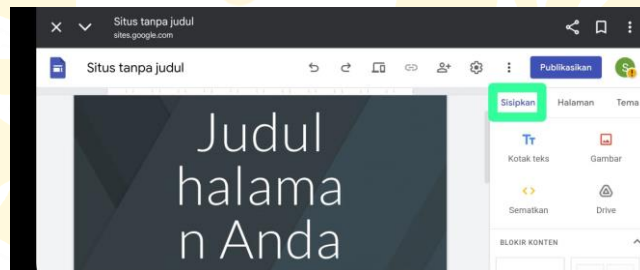 Situs tanpa judul
sites.google.com
Situs tanpa judul
Publikasikan
S
Sisipkan Halaman Tema
Judul
halama
n Anda
Tt
Kotak teks Gambar
Sematkan Drive
BLOKIR KONTEN